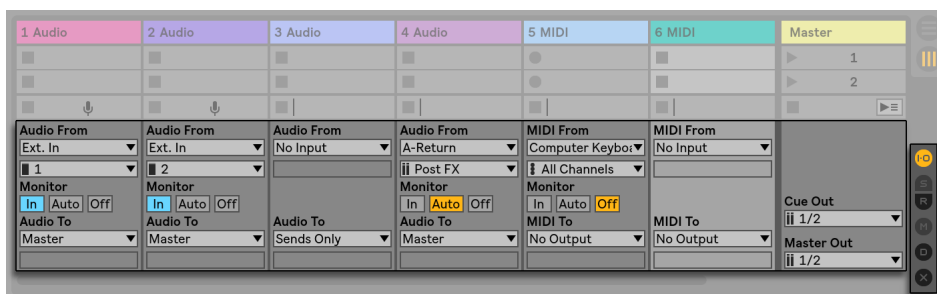 1 Audio 2 Audio 3 Audio 4 Audio 5 MIDI 6 MIDI Master
1
2
Audio From Audio From Audio From Audio From MIDI From MIDI From
Ext. In Ext. In No Input A-Return Computer Keyboa No Input
1 2 Post FX All Channels
Monitor Monitor Monitor Monitor
In Auto Off In Auto Off In Auto Off In Auto Off Cue Out
Audio To Audio To Audio To Audio To MIDI To MIDI To 1/2
Master Master Sends Only Master No Output No Output Master Out
1/2
I·O
S
R
M
D
X